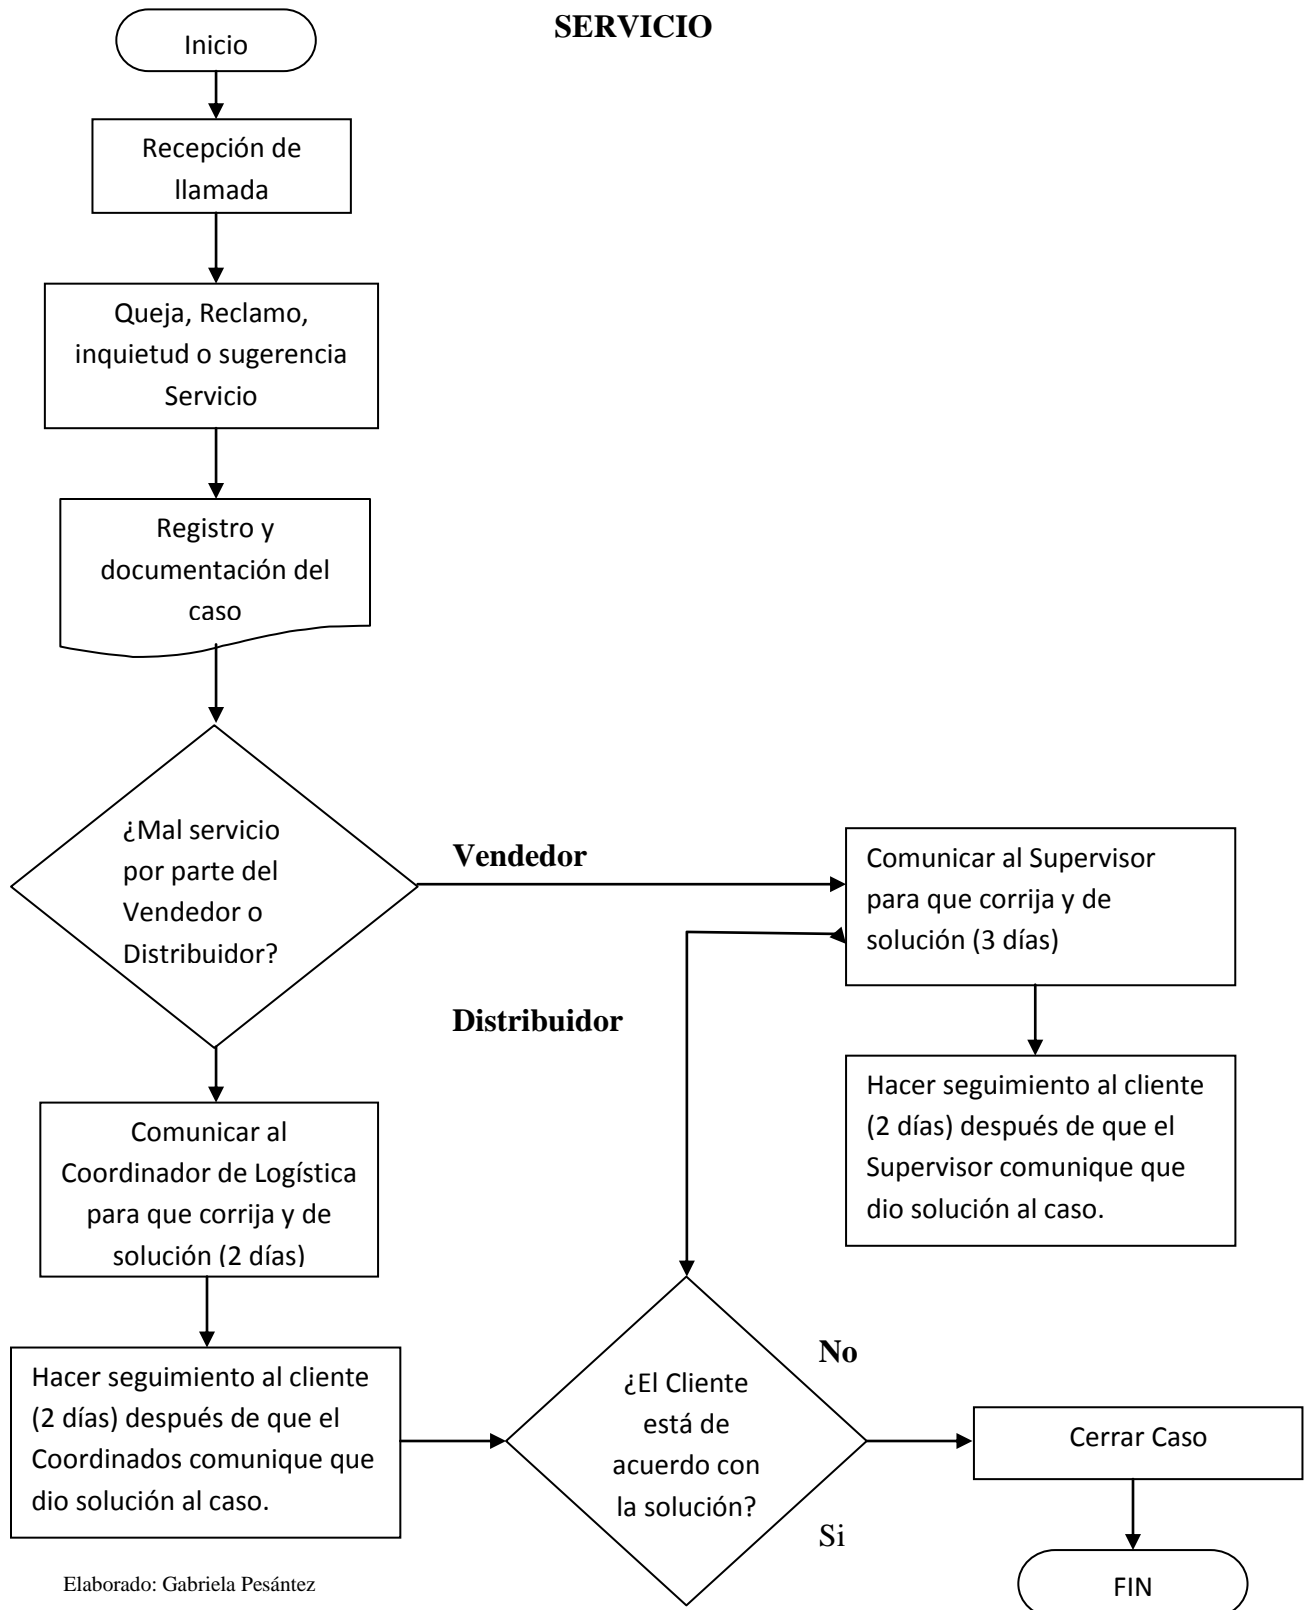 SERVICIO
Inicio
Recepción de
llamada
Queja, Reclamo,
inquietud o sugerencia
Servicio
Registro y
documentación del
caso
¿Mal servicio
por parte del
Vendedor o
Distribuidor?
Vendedor
Comunicar al Supervisor
para que corrija y de
solución (3 días)
Distribuidor
Hacer seguimiento al cliente
(2 días) después de que el
Supervisor comunique que
dio solución al caso.
Comunicar al
Coordinador de Logística
para que corrija y de
solución (2 días)
Hacer seguimiento al cliente
(2 días) después de que el
Coordinados comunique que
dio solución al caso.
¿El Cliente
está de
acuerdo con
la solución?
No
Si
Cerrar Caso
FIN
Elaborado: Gabriela Pesántez